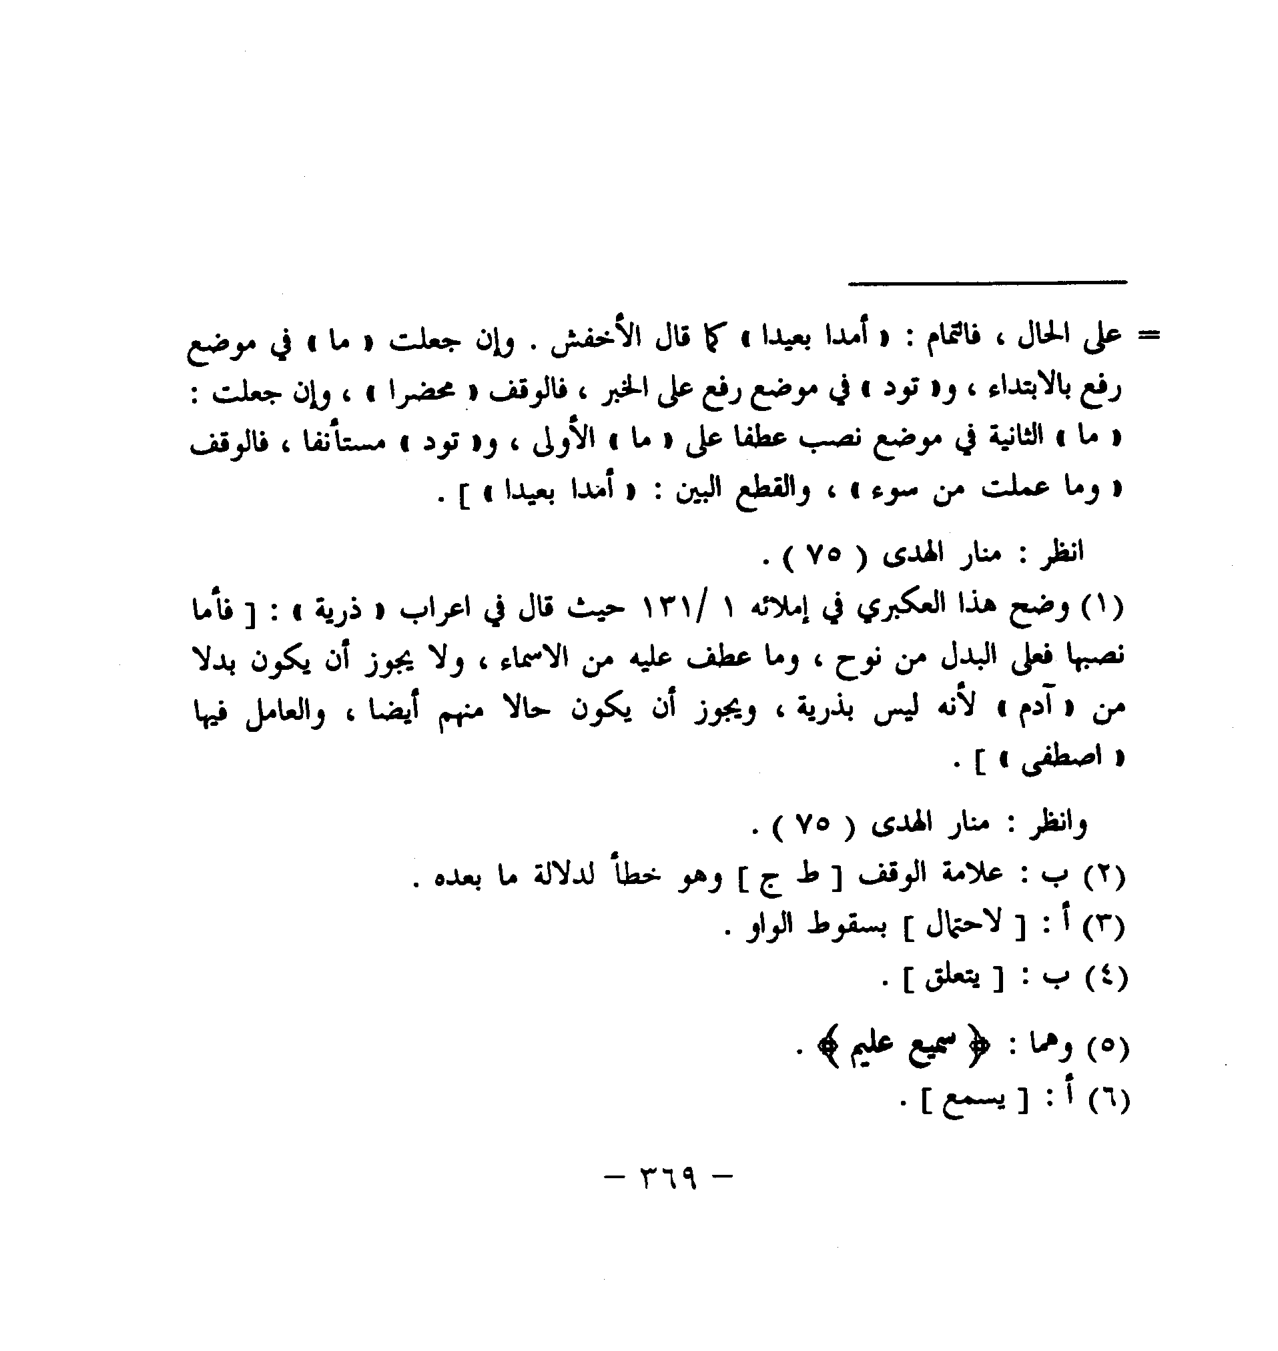 = على الحال ، فالتمام : « أمدا بعيدا » كما قال الأخفش . وإن جعلت « ما » في موضع
رفع بالابتداء ، و« تود » في موضع رفع على الخبر ، فالوقف « محضرا » ، وإن جعلت :
« ما » الثانية في موضع نصب عطفا على « ما » الأولى ، و« تود » مستأنفا ، فالوقف
« وما عملت من سوء » ، والقطع البين : « أمدا بعيدا » ] .
انظر : منار الهدى ( ٧٥ ) .
(١) وضح هذا العكبري في إملائه ١ /١٣١ حيث قال في اعراب « ذرية » : [ فأما
نصبها فعلى البدل من نوح ، وما عطف عليه من الاسماء ، ولا يجوز أن يكون بدلا
من « آدم » لأنه ليس بذرية ، ويجوز أن يكون حالا منهم أيضا ، والعامل فيها
« اصطفى » ] .
وانظر : منار الهدى ( ٧٥ ) .
(٢) ب : علامة الوقف [ ط ج ] وهو خطأ لدلالة ما بعده .
(٣) أ : [ لاحتمال ] بسقوط الواو .
(٤) ب : [ يتعلق ] .
(٥) وهما : ﴿ سميع عليم ﴾ .
(٦) أ : [ يسمع ] .
– ٣٦٩ –